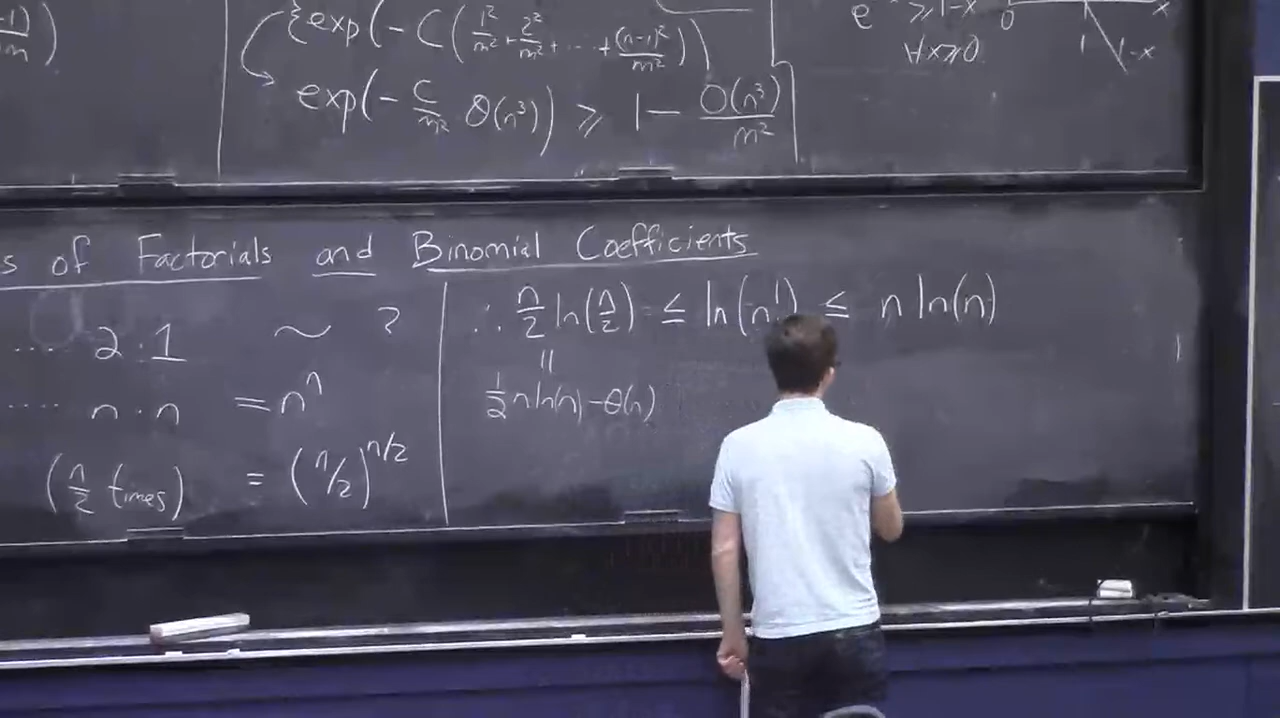 -1)/m)
{exp(-C(1²/m² + 2²/m² + ... + (n-1)²/m²))
exp(-C/m² Θ(n³)) ≥ 1 - O(n³)/m²
e ≥ 1-x
∀x≥0
0 x
1 1-x
s of Factorials and Binomial Coefficients
.... 2·1 ~ ?
.... n·n = nⁿ
(n/2 times) = (n/2)^(n/2)
∴ n/2 ln(n/2) ≤ ln(n!) ≤ n ln(n)
=
1/2 n ln(n) - Θ(n)